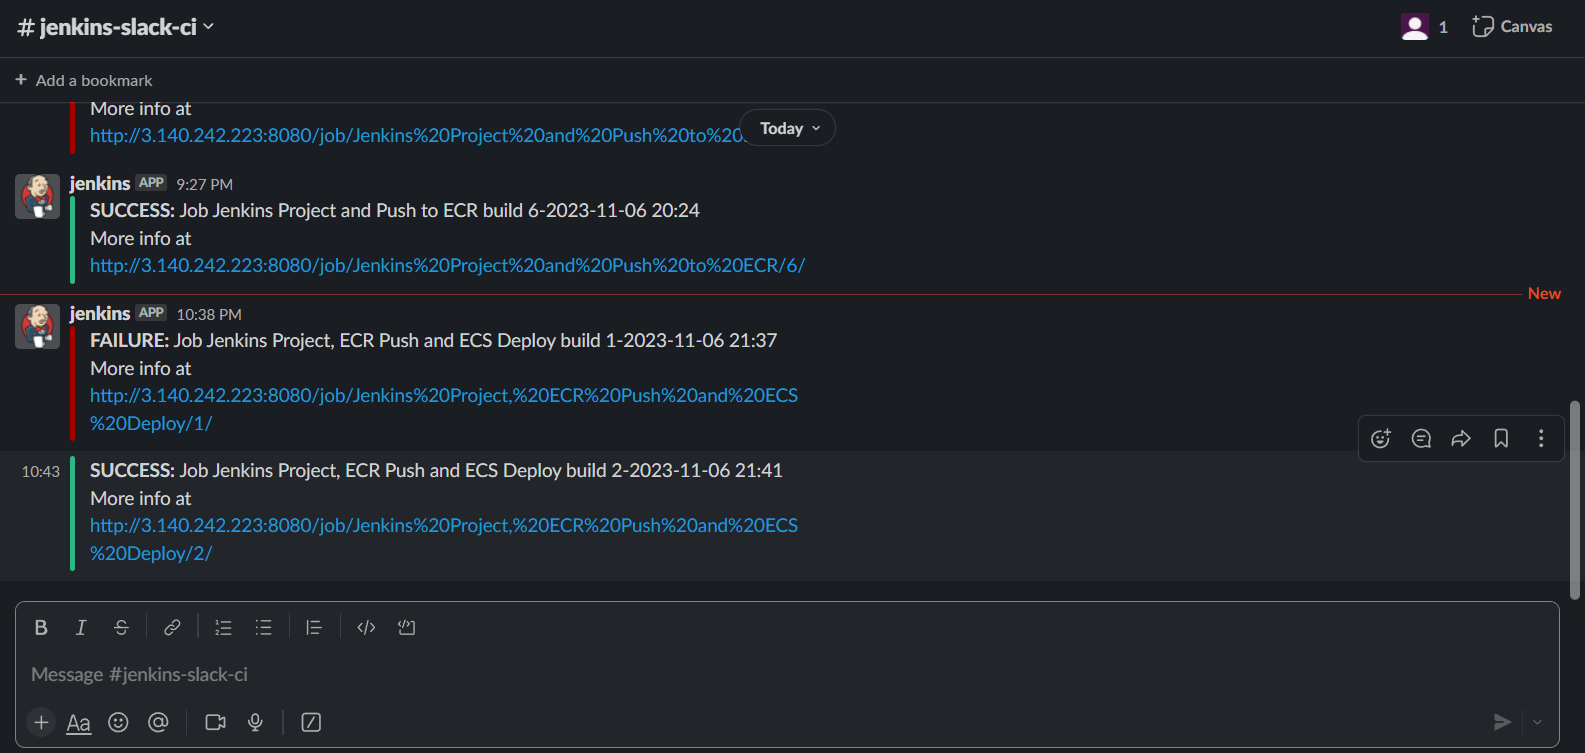 # jenkins-slack-ci
1
Canvas
+ Add a bookmark
More info at
http://3.140.242.223:8080/job/Jenkins%20Project%20and%20Push%20to%20
Today
jenkins APP 9:27 PM
SUCCESS: Job Jenkins Project and Push to ECR build 6-2023-11-06 20:24
More info at
http://3.140.242.223:8080/job/Jenkins%20Project%20and%20Push%20to%20ECR/6/
New
jenkins APP 10:38 PM
FAILURE: Job Jenkins Project, ECR Push and ECS Deploy build 1-2023-11-06 21:37
More info at
http://3.140.242.223:8080/job/Jenkins%20Project,%20ECR%20Push%20and%20ECS
%20Deploy/1/
10:43 SUCCESS: Job Jenkins Project, ECR Push and ECS Deploy build 2-2023-11-06 21:41
More info at
http://3.140.242.223:8080/job/Jenkins%20Project,%20ECR%20Push%20and%20ECS
%20Deploy/2/
B I S
Message #jenkins-slack-ci
+ Aa @